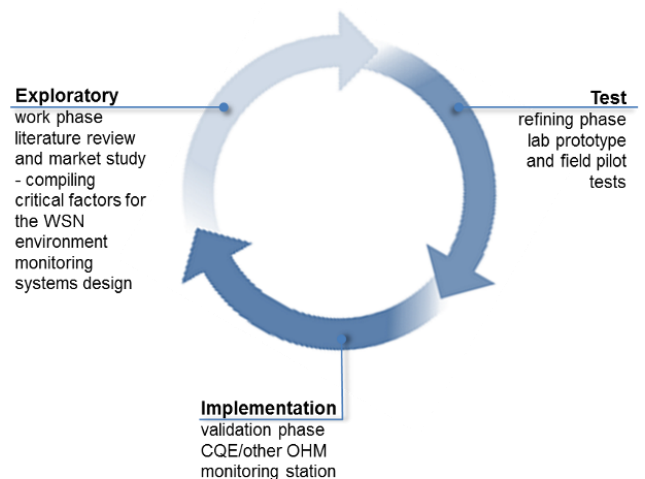 Exploratory
work phase
literature review
and market study
- compiling
critical factors for
the WSN
environment
monitoring
systems design
Test
refining phase
lab prototype
and field pilot
tests
Implementation
validation phase
CQE/other OHM
monitoring station